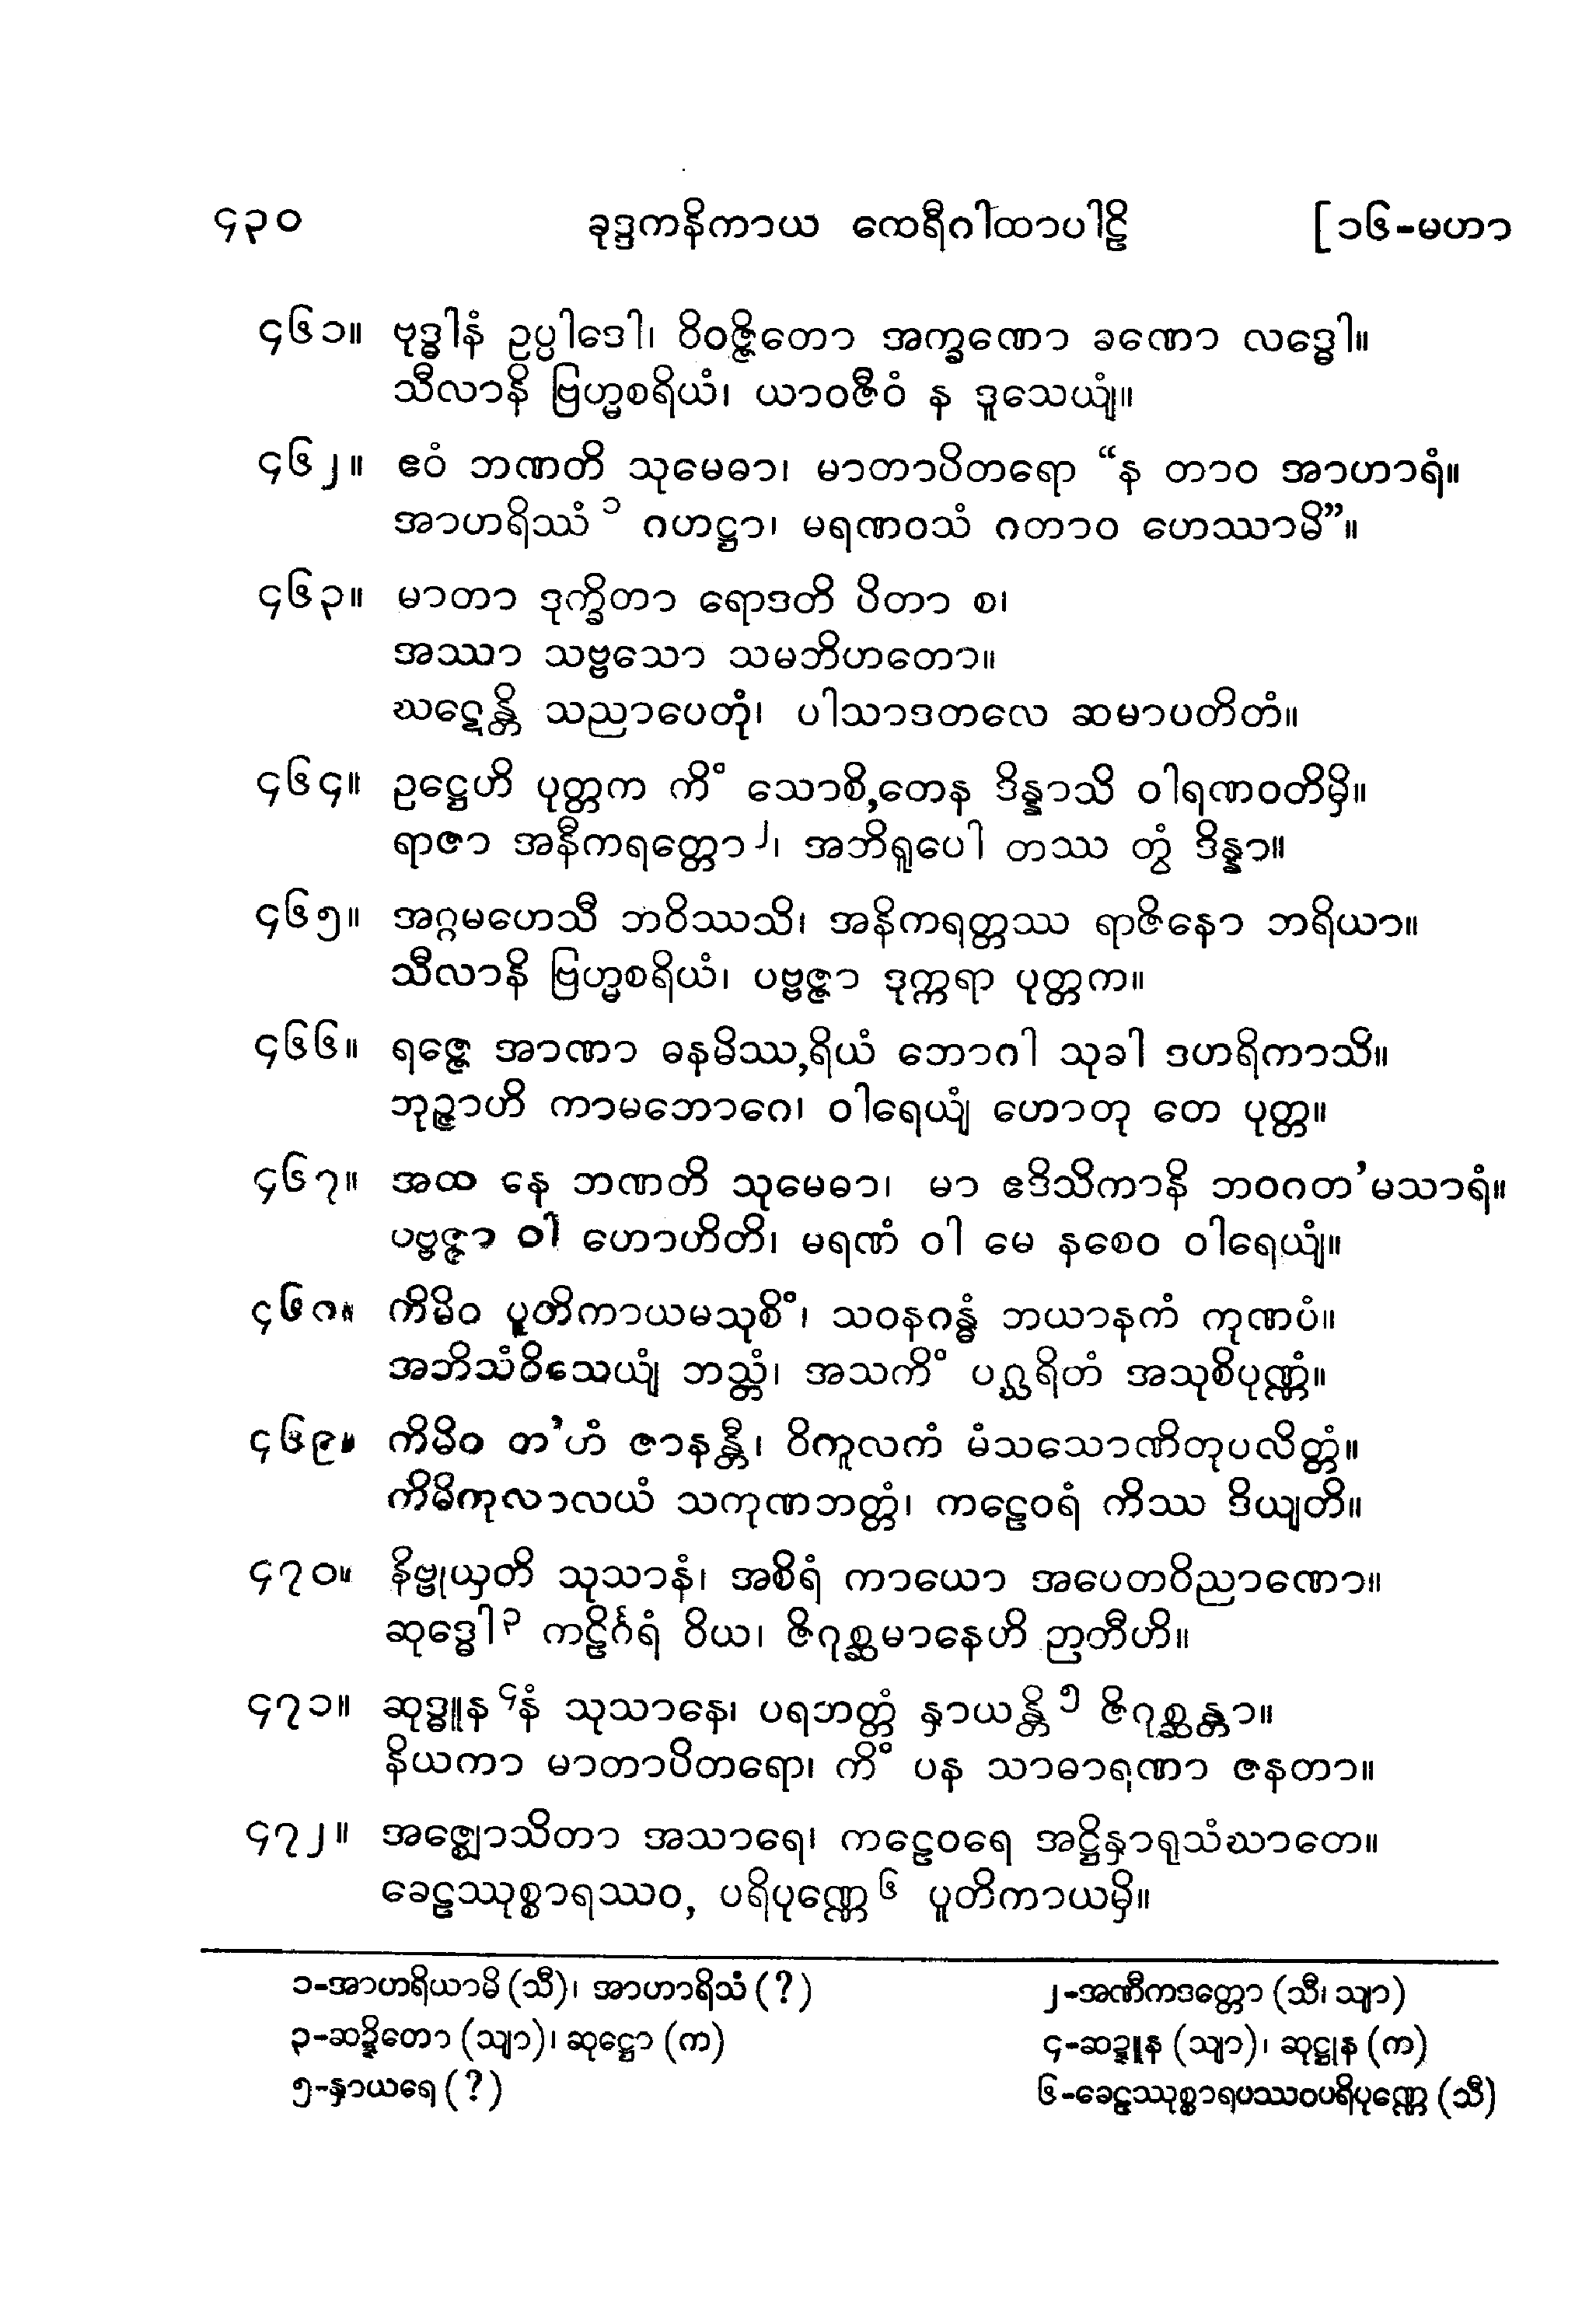 ၄၃၀ ခုဒ္ဒကနိကာယ ထေရီဂါထာပါဠိ [၁၆-မဟာ
၄၆၁။ ဗုဒ္ဓါနံ ဥပ္ပါဒေါ၊ ဝိဝဇ္ဇိတော အက္ခဏော ခဏော လဒ္ဓေါ။
သီလာနိ ဗြဟ္မစရိယံ၊ ယာဝဇီဝံ န ဒူသေယျံ။
၄၆၂။ ဧဝံ ဘဏတိ သုမေဓာ၊ မာတာပိတရော “န တာဝ အာဟာရံ။
အာဟရိဿံ ၁ ဂဟဋ္ဌာ၊ မရဏဝသံ ဂတာဝ ဟေဿာမိ”။
၄၆၃။ မာတာ ဒုက္ခိတာ ရောဒတိ ပိတာ စ၊
အဿာ သဗ္ဗသော သမဘိဟတော။
ဃဋေန္တိ သညာပေတုံ၊ ပါသာဒတလေ ဆမာပတိတံ။
၄၆၄။ ဥဋ္ဌေဟိ ပုတ္တက ကိံ သောစိ,တေန ဒိန္နာသိ ဝါရဏဝတိမှိ။
ရာဇာ အနီကရတ္တော ၂၊ အဘိရူပေါ တဿ တွံ ဒိန္နာ။
၄၆၅။ အဂ္ဂမဟေသီ ဘဝိဿသိ၊ အနိကရတ္တဿ ရာဇိနော ဘရိယာ။
သီလာနိ ဗြဟ္မစရိယံ၊ ပဗ္ဗဇ္ဇာ ဒုက္ကရာ ပုတ္တက။
၄၆၆။ ရဇ္ဇေ အာဏာ ဓနမိဿ,ရိယံ ဘောဂါ သုခါ ဒဟရိကာသိ။
ဘုဉ္ဇာဟိ ကာမဘောဂေ၊ ဝါရေယျံ ဟောတု တေ ပုတ္တ။
၄၆၇။ အထ နေ ဘဏတိ သုမေဓာ၊ မာ ဧဒိသိကာနိ ဘဝဂတ’မသာရံ။
ပဗ္ဗဇ္ဇာ ဝါ ဟောဟိတိ၊ မရဏံ ဝါ မေ နစေဝ ဝါရေယျံ။
၄၆၈။ ကိမိဝ ပူတိကာယမသုစိံ၊ သဝနဂန္ဓံ ဘယာနကံ ကုဏပံ။
အဘိသံဝိသေယျံ ဘသ္တံ၊ အသကိံ ပဂ္ဃရိတံ အသုစိပုဏ္ဏံ။
၄၆၉။ ကိမိဝ တ’ဟံ ဇာနန္တီ၊ ဝိကူလကံ မံသသောဏိတုပလိတ္တံ။
ကိမိကုလာလယံ သကုဏဘတ္တံ၊ ကဠေဝရံ ကိဿ ဒိယျတိ။
၄၇၀။ နိဗ္ဗုယှတိ သုသာနံ၊ အစိရံ ကာယော အပေတဝိညာဏော။
ဆုဒ္ဓေါ ၃ ကဠိင်္ဂရံ ဝိယ၊ ဇိဂုစ္ဆမာနေဟိ ဉာတီဟိ။
၄၇၁။ ဆုဒ္ဓူန ၄နံ သုသာနေ၊ ပရဘတ္တံ နှာယန္တိ ၅ ဇိဂုစ္ဆန္တာ။
နိယကာ မာတာပိတရော၊ ကိံ ပန သာဓာရဏာ ဇနတာ။
၄၇၂။ အဇ္ဈောသိတာ အသာရေ၊ ကဠေဝရေ အဋ္ဌိနှာရုသံဃာတေ။
ခေဠဿုစ္စာရဿဝ, ပရိပုဏ္ဏေ ၆ ပူတိကာယမှိ။
၁-အာဟရိယာမိ (သီ)၊ အာဟာရိသံ (?) ၂-အဏီကဒတ္တော (သီ၊ သျာ)
၃-ဆဍ္ဍိတော (သျာ)၊ ဆုဋ္ဌော (က) ၄-ဆဍ္ဍူန (သျာ)၊ ဆုဋ္ဌုန (က)
၅-နှာယရေ (?) ၆-ခေဠဿုစ္စာရပဿဝပရိပုဏ္ဏေ (သီ)